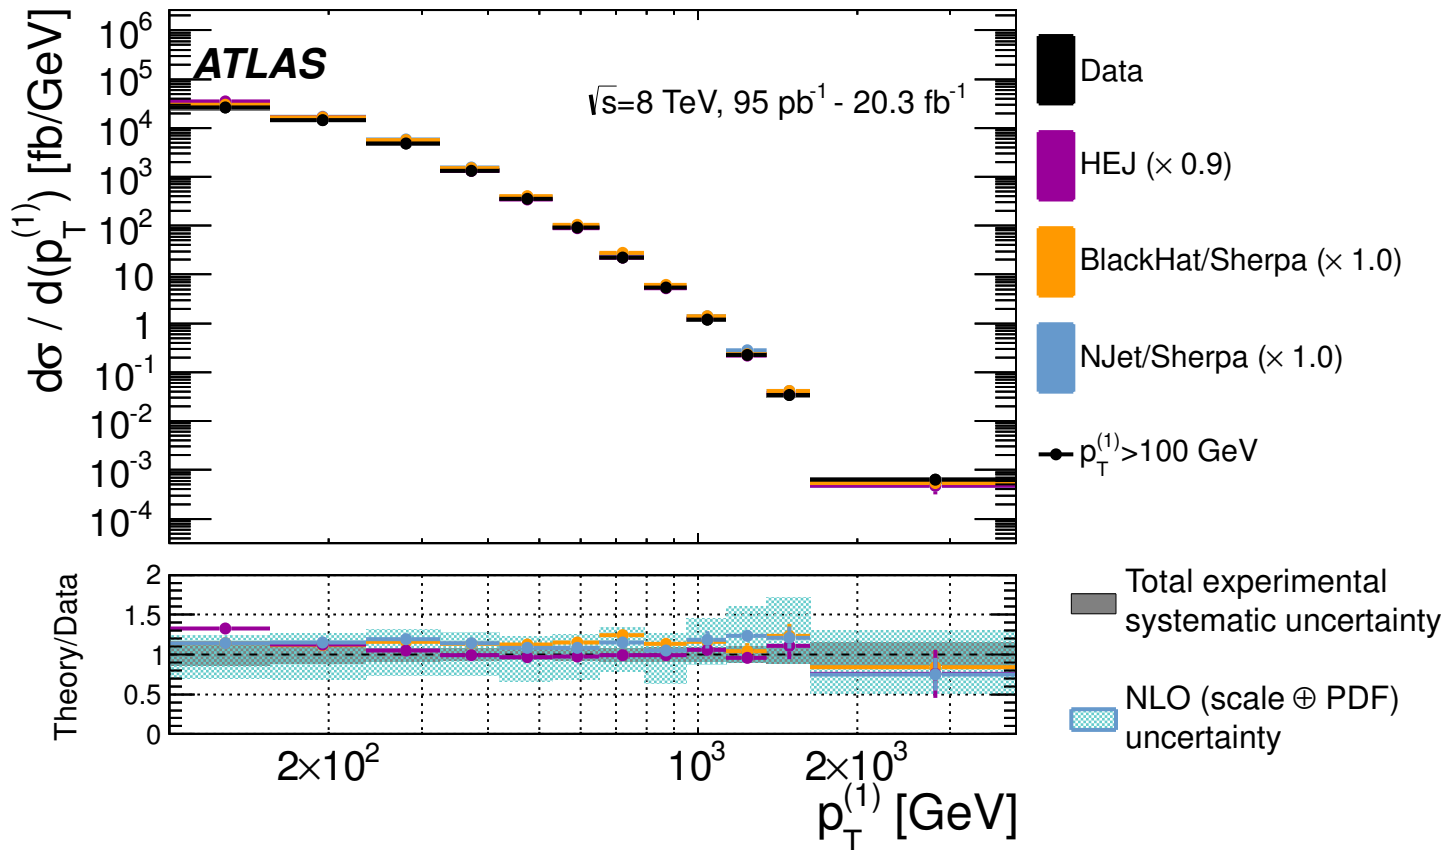 ATLAS
√s=8 TeV, 95 pb⁻¹ - 20.3 fb⁻¹
dσ / d(p_T^(1)) [fb/GeV]
10⁶
10⁵
10⁴
10³
10²
10
1
10⁻¹
10⁻²
10⁻³
10⁻⁴
Data
HEJ (× 0.9)
BlackHat/Sherpa (× 1.0)
NJet/Sherpa (× 1.0)
p_T^(1)>100 GeV
Theory/Data
2
1.5
1
0.5
0
Total experimental
systematic uncertainty
NLO (scale ⊕ PDF)
uncertainty
2×10² 10³ 2×10³
p_T^(1) [GeV]